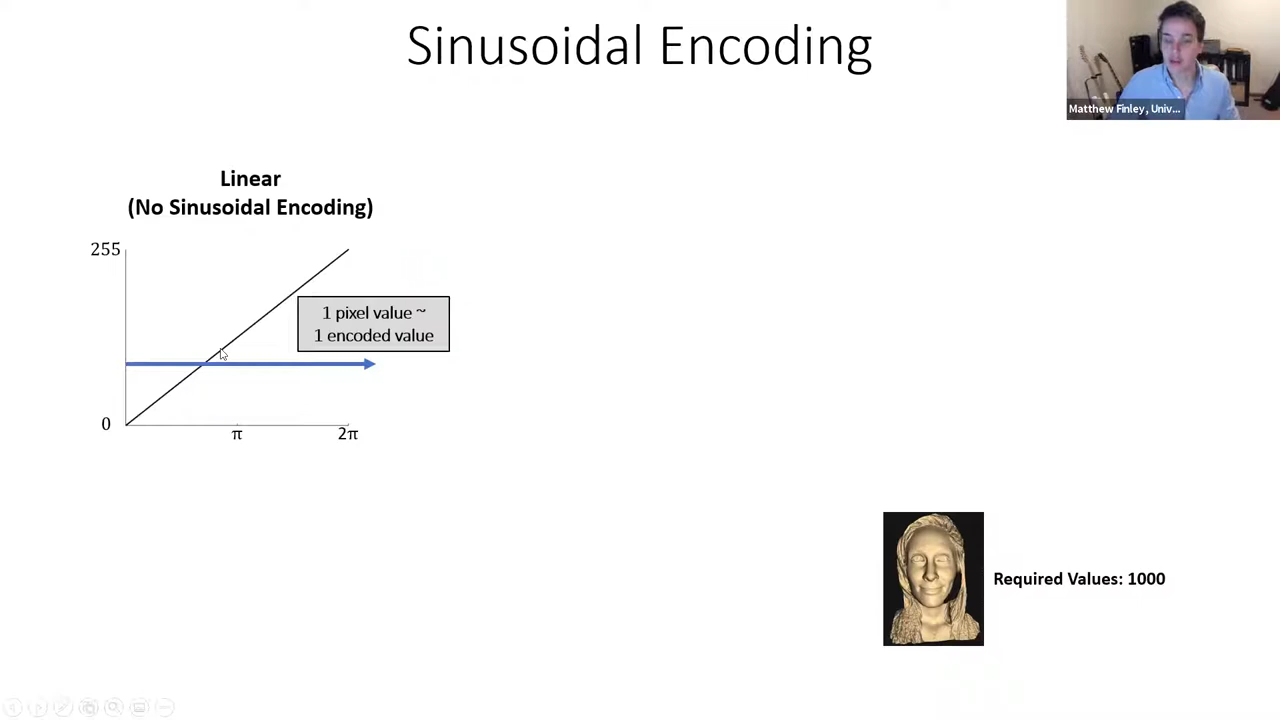 Sinusoidal Encoding
Matthew Finley, Univ...
Linear
(No Sinusoidal Encoding)
255
1 pixel value ~
1 encoded value
0
π
2π
Required Values: 1000